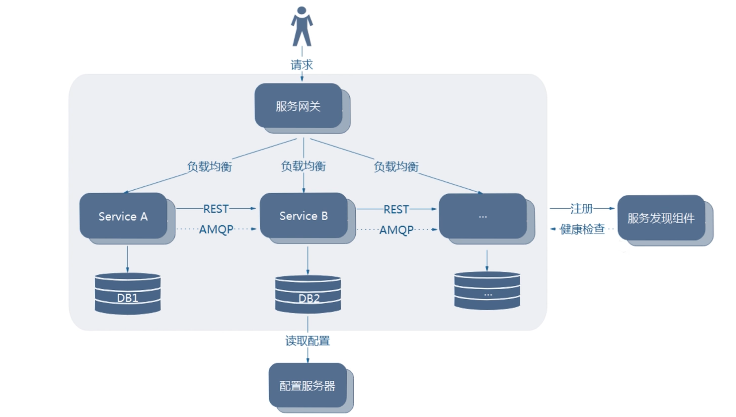 请求
服务网关
负载均衡
负载均衡
负载均衡
Service A
REST
AMQP
Service B
REST
AMQP
...
注册
健康检查
服务发现组件
DB1
DB2
...
读取配置
配置服务器